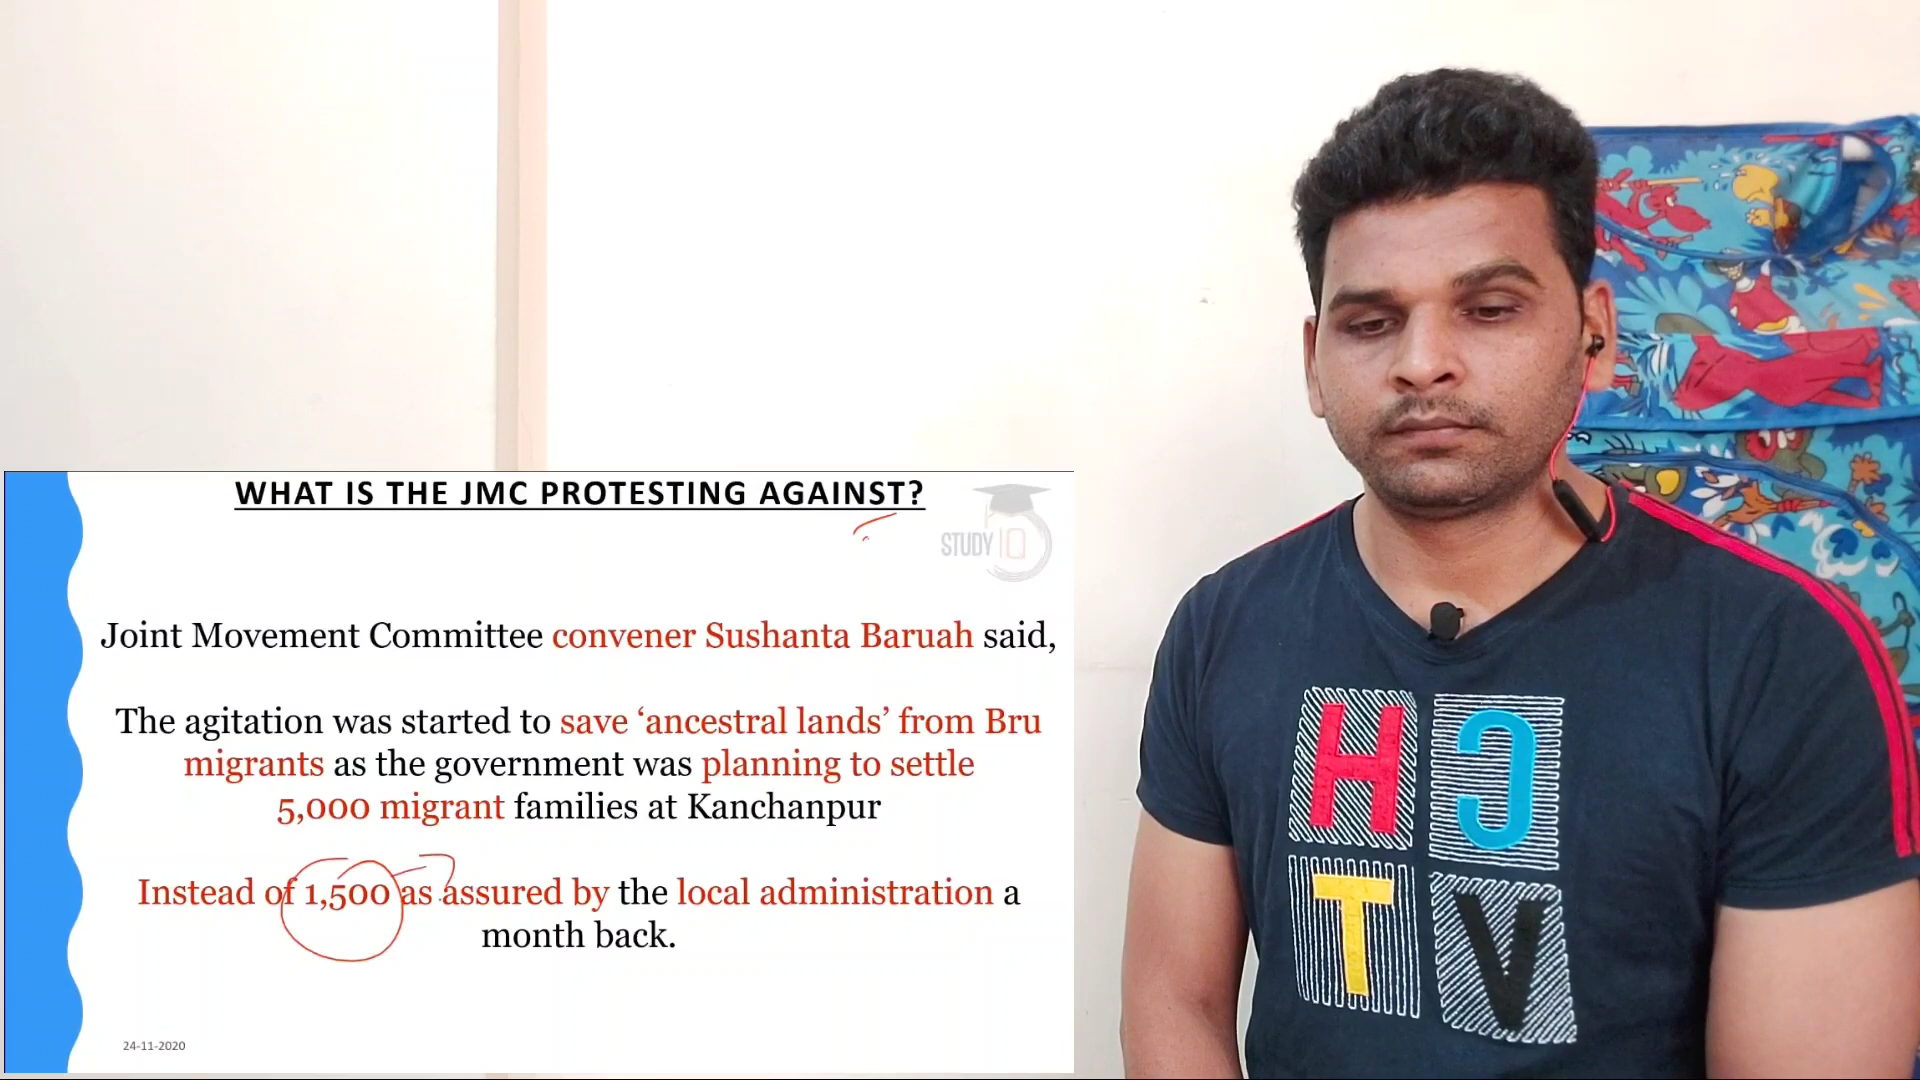 WHAT IS THE JMC PROTESTING AGAINST?
STUDY IQ
Joint Movement Committee convener Sushanta Baruah said,
The agitation was started to save ‘ancestral lands’ from Bru
migrants as the government was planning to settle
5,000 migrant families at Kanchanpur
Instead of 1,500 as assured by the local administration a
month back.
24-11-2020
H C
T V